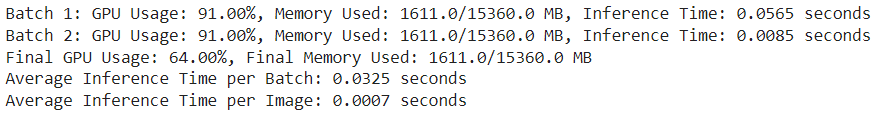 Batch 1: GPU Usage: 91.00%, Memory Used: 1611.0/15360.0 MB, Inference Time: 0.0565 seconds
Batch 2: GPU Usage: 91.00%, Memory Used: 1611.0/15360.0 MB, Inference Time: 0.0085 seconds
Final GPU Usage: 64.00%, Final Memory Used: 1611.0/15360.0 MB
Average Inference Time per Batch: 0.0325 seconds
Average Inference Time per Image: 0.0007 seconds